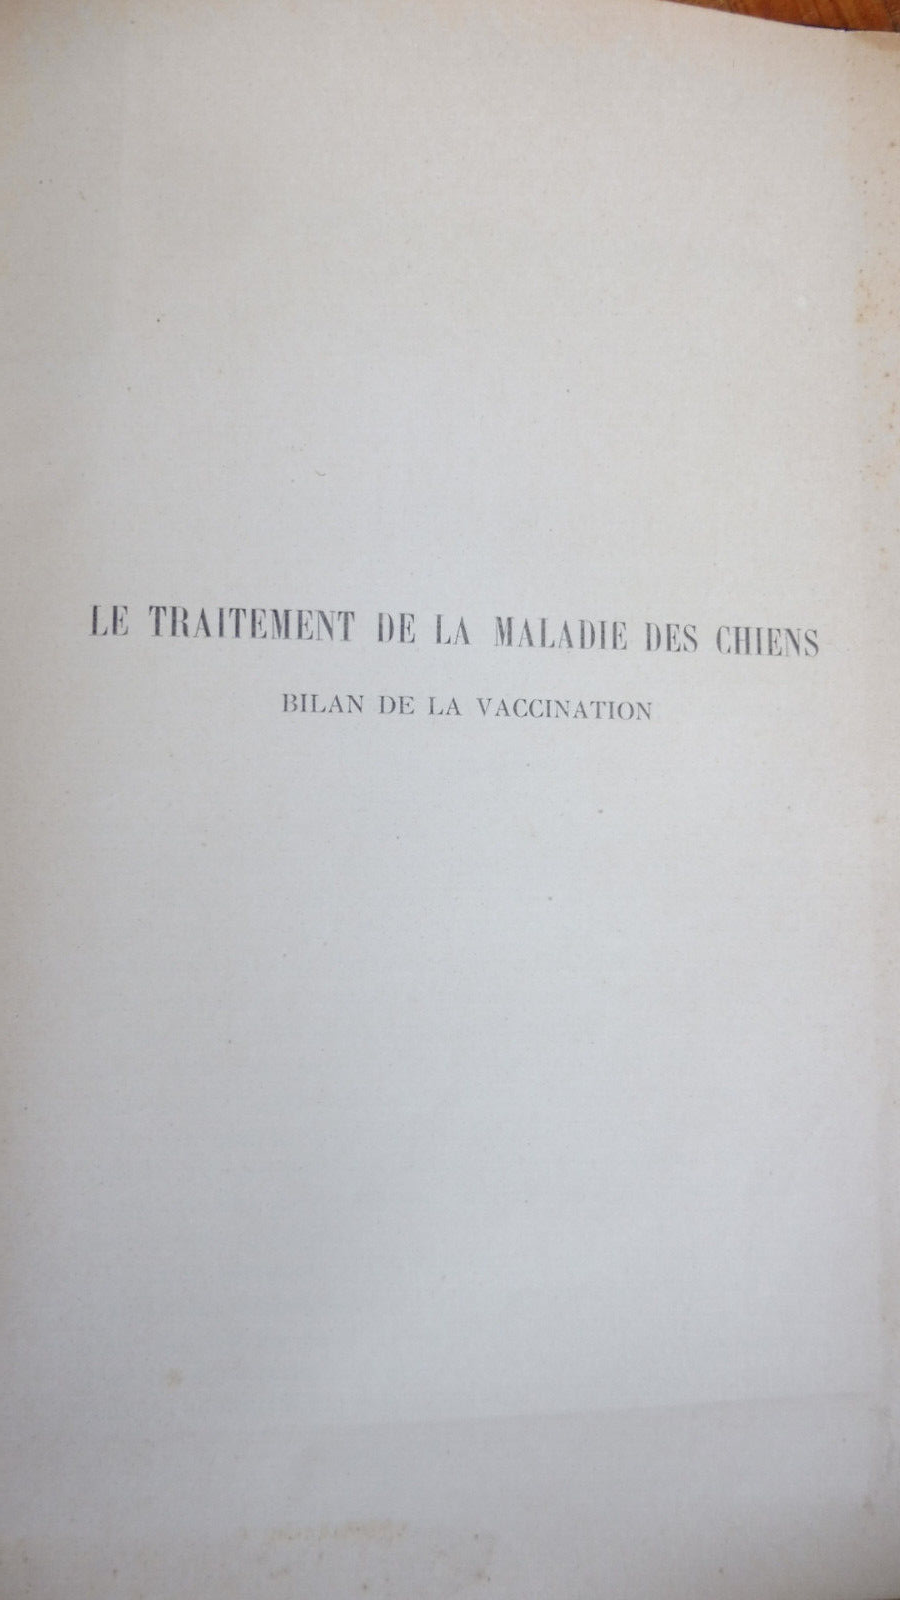 LE TRAITEMENT DE LA MALADIE DES CHIENS
BILAN DE LA VACCINATION